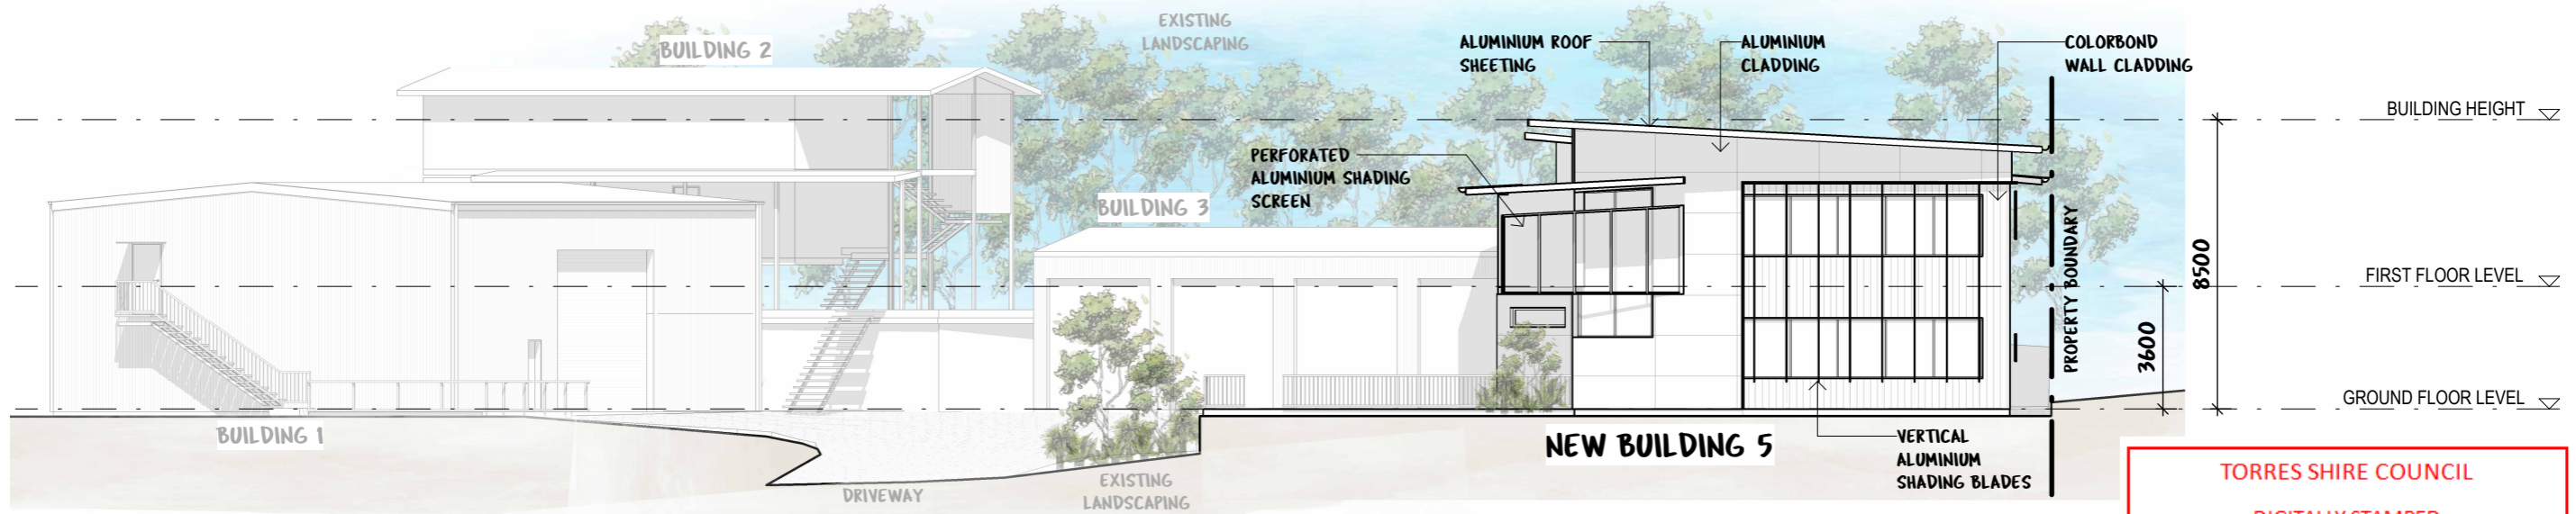 EXISTING
LANDSCAPING
BUILDING 2
ALUMINIUM ROOF
SHEETING
ALUMINIUM
CLADDING
COLORBOND
WALL CLADDING
BUILDING HEIGHT
PERFORATED
ALUMINIUM SHADING
SCREEN
BUILDING 3
PROPERTY BOUNDARY
8500
FIRST FLOOR LEVEL
3600
GROUND FLOOR LEVEL
BUILDING 1
NEW BUILDING 5
VERTICAL
ALUMINIUM
SHADING BLADES
DRIVEWAY
EXISTING
LANDSCAPING
TORRES SHIRE COUNCIL
DIGITALLY STAMPED